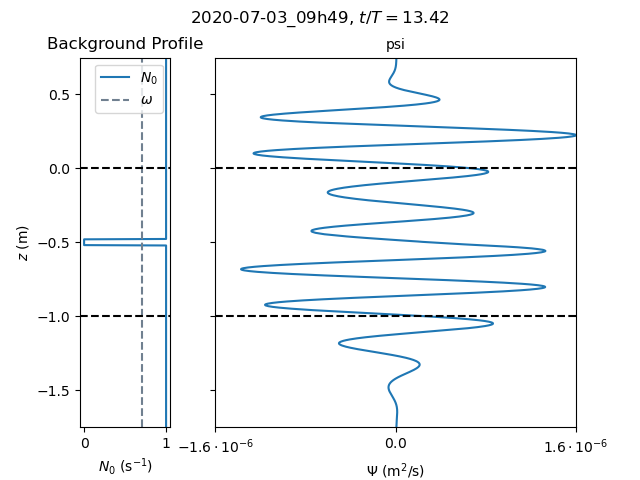 2020-07-03_09h49, t/T = 13.42
Background Profile
psi
N₀
ω
0.5
0.0
−0.5
−1.0
−1.5
z (m)
0
1
−1.6 · 10⁻⁶
0.0
1.6 · 10⁻⁶
N₀ (s⁻¹)
Ψ (m²/s)